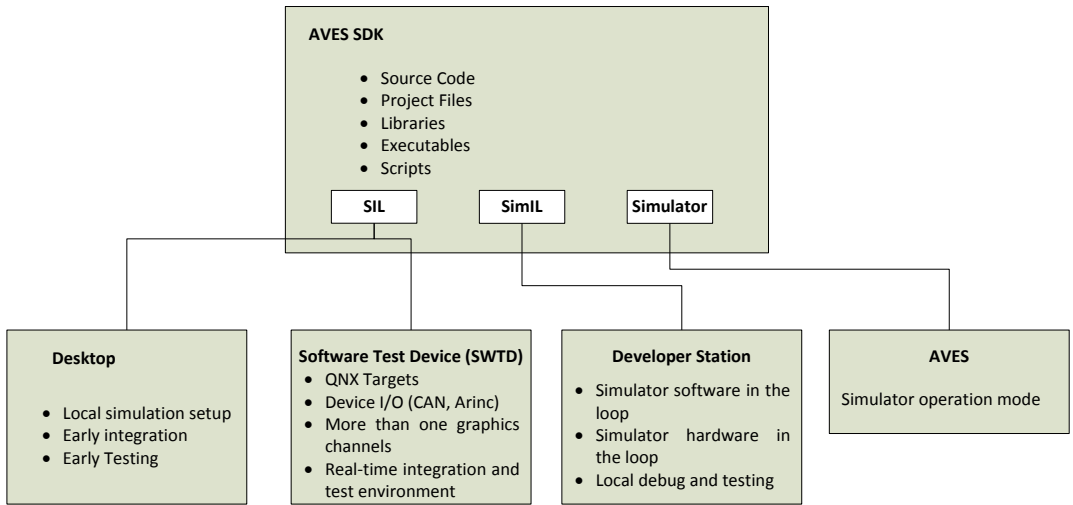 AVES SDK
• Source Code
• Project Files
• Libraries
• Executables
• Scripts
SIL
SimIL
Simulator
Desktop
• Local simulation setup
• Early integration
• Early Testing
Software Test Device (SWTD)
• QNX Targets
• Device I/O (CAN, Arinc)
• More than one graphics
channels
• Real-time integration and
test environment
Developer Station
• Simulator software in the
loop
• Simulator hardware in
the loop
• Local debug and testing
AVES
Simulator operation mode